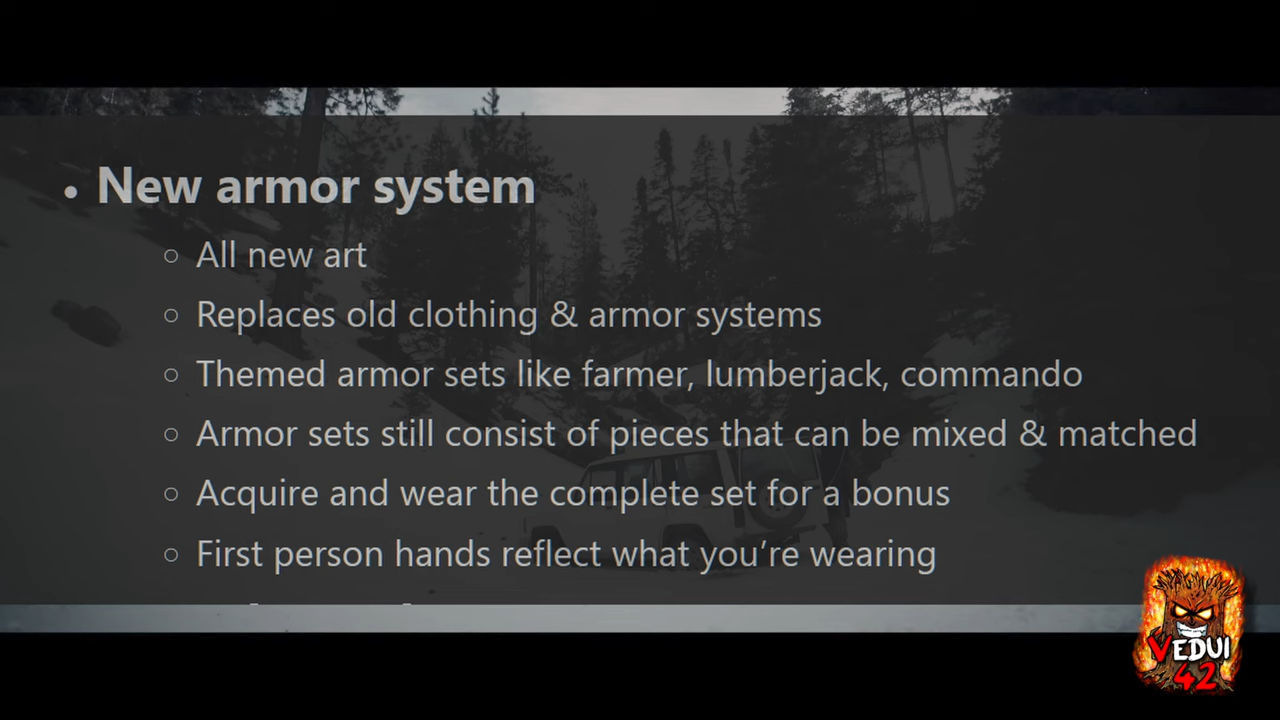 • New armor system
○ All new art
○ Replaces old clothing & armor systems
○ Themed armor sets like farmer, lumberjack, commando
○ Armor sets still consist of pieces that can be mixed & matched
○ Acquire and wear the complete set for a bonus
○ First person hands reflect what you’re wearing
VEDUI
42